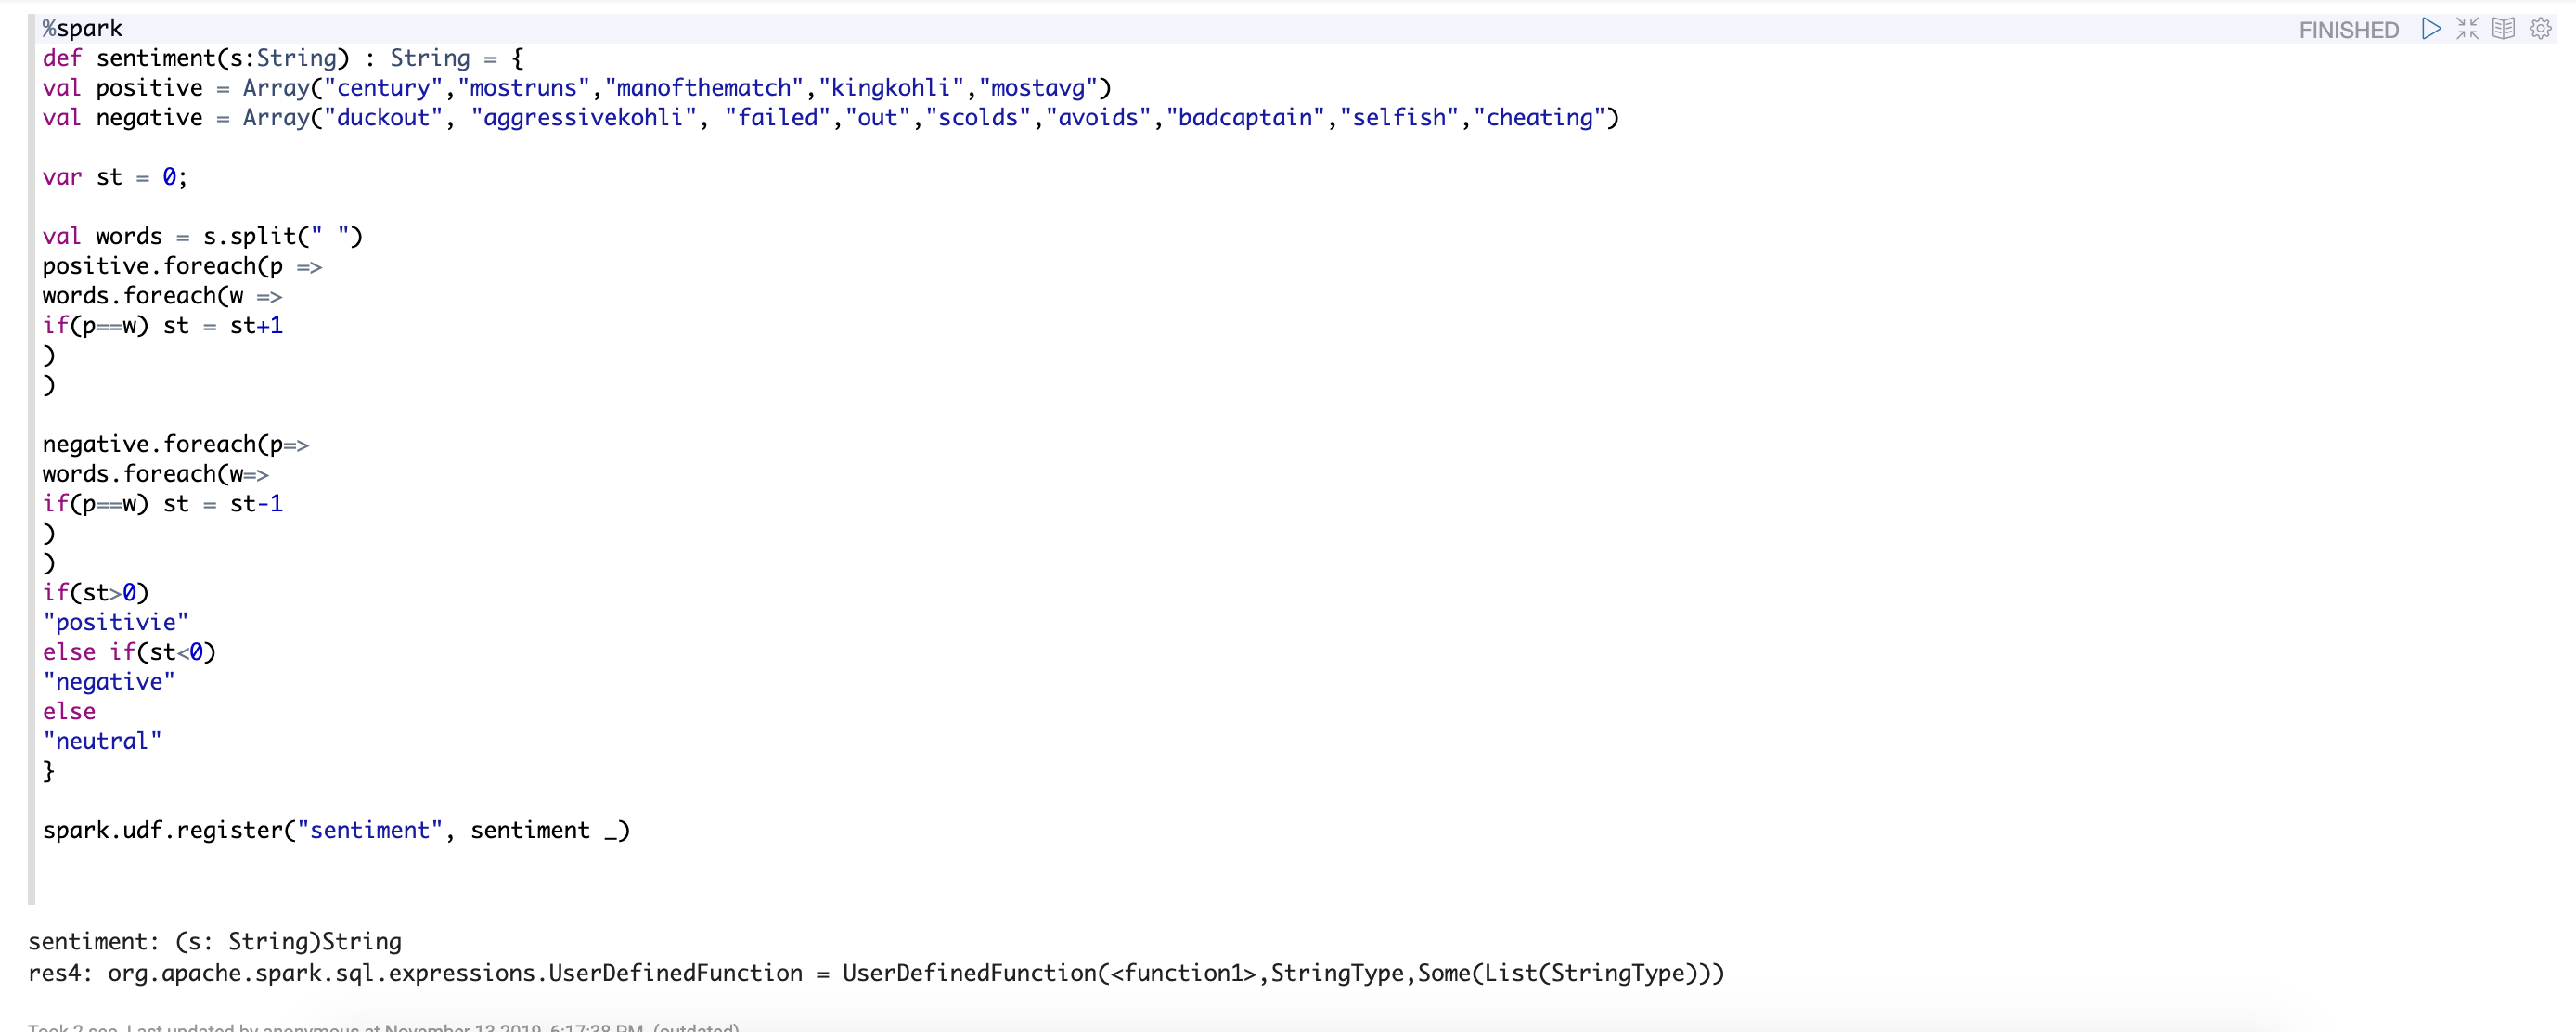 %spark
FINISHED
def sentiment(s:String) : String = {
val positive = Array("century","mostruns","manofthematch","kingkohli","mostavg")
val negative = Array("duckout", "aggressivekohli", "failed","out","scolds","avoids","badcaptain","selfish","cheating")
var st = 0;
val words = s.split(" ")
positive.foreach(p =>
words.foreach(w =>
if(p==w) st = st+1
)
)
negative.foreach(p=>
words.foreach(w=>
if(p==w) st = st-1
)
)
if(st>0)
"positivie"
else if(st<0)
"negative"
else
"neutral"
}
spark.udf.register("sentiment", sentiment _)
sentiment: (s: String)String
res4: org.apache.spark.sql.expressions.UserDefinedFunction = UserDefinedFunction(<function1>,StringType,Some(List(StringType)))
Took 2 sec. Last updated by anonymous at November 13 2019, 6:17:38 PM. (outdated)